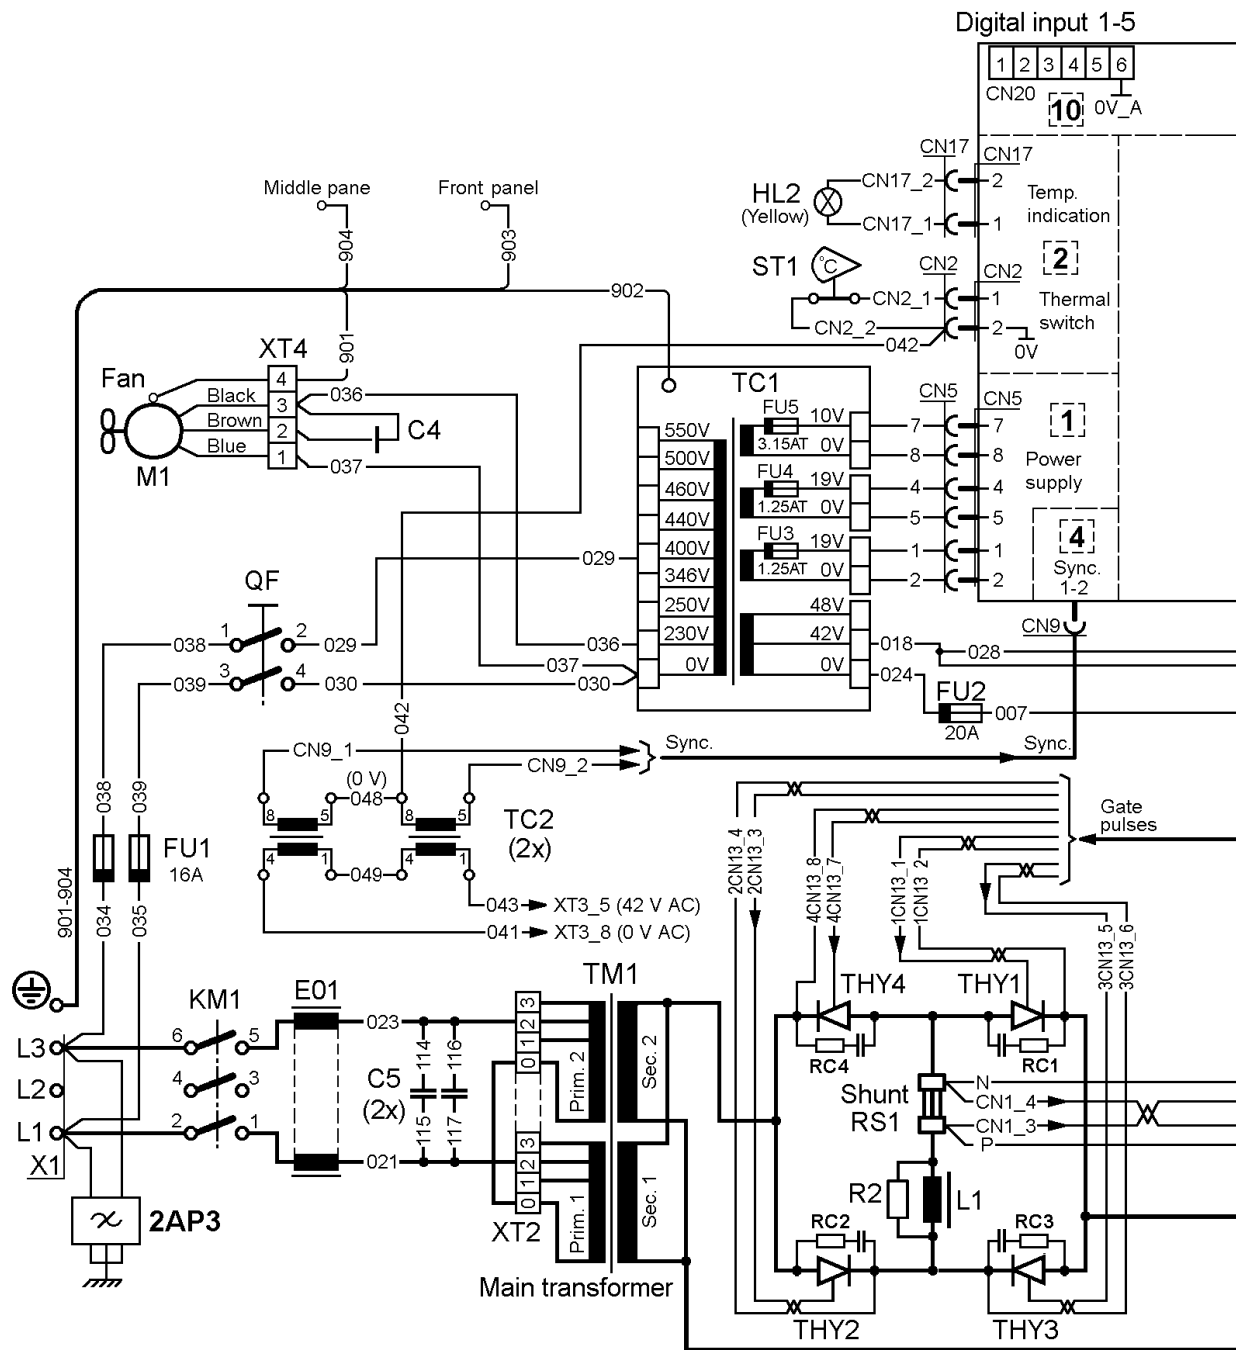 Digital input 1-5
1 2 3 4 5 6
CN20
10
0V_A
CN17
CN17
Middle pane
Front panel
HL2
(Yellow)
CN17_2
2
CN17_1
1
Temp.
indication
904
903
2
ST1
°C
CN2
CN2
902
CN2_1
1
CN2_2
2
Thermal
switch
042
0V
901
XT4
Fan
4
Black
3
036
Brown
2
C4
Blue
1
037
M1
TC1
550V
500V
460V
440V
400V
346V
250V
230V
0V
FU5
10V
3.15AT
0V
FU4
19V
1.25AT
0V
FU3
19V
1.25AT
0V
48V
42V
0V
CN5
CN5
7
7
8
8
4
4
5
5
1
1
2
2
1
Power
supply
4
Sync.
1-2
CN9
029
QF
038
1
2
029
036
039
3
4
030
037
030
018
028
024
FU2
20A
007
042
CN9_1
CN9_2
Sync.
Sync.
(0 V)
048
8
5
8
5
TC2
(2x)
4
1
4
1
049
043
XT3_5 (42 V AC)
041
XT3_8 (0 V AC)
038
039
FU1
16A
034
035
901-904
2CN13_4
2CN13_3
4CN13_8
4CN13_7
1CN13_1
1CN13_2
3CN13_5
3CN13_6
Gate
pulses
TM1
KM1
E01
L3
6
5
023
L2
4
3
L1
2
1
021
X1
2AP3
114
116
C5
(2x)
115
117
3
2
1
0
Prim. 2
Sec. 2
3
2
1
0
Prim. 1
Sec. 1
XT2
Main transformer
THY4
THY1
RC4
RC1
Shunt
RS1
N
CN1_4
CN1_3
P
R2
L1
RC2
RC3
THY2
THY3